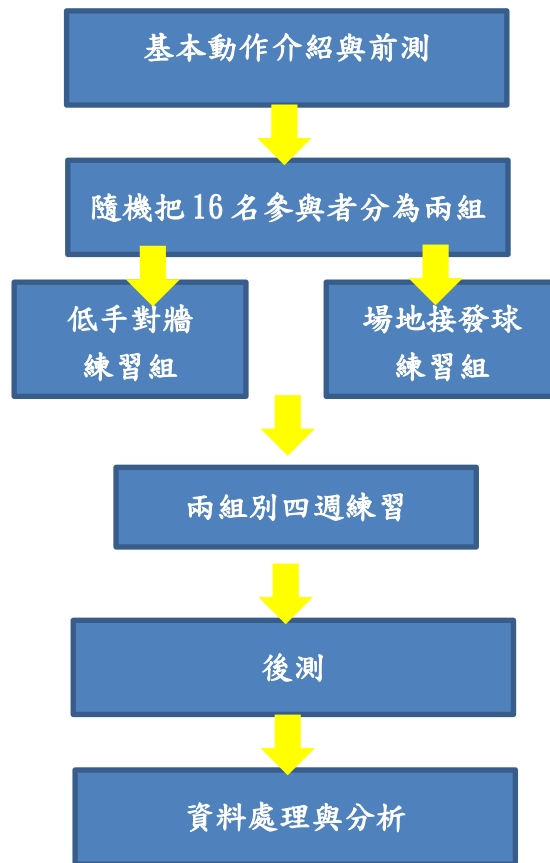 基本動作介紹與前測
隨機把16名參與者分為兩組
低手對牆
練習組
場地接發球
練習組
兩組別四週練習
後測
資料處理與分析